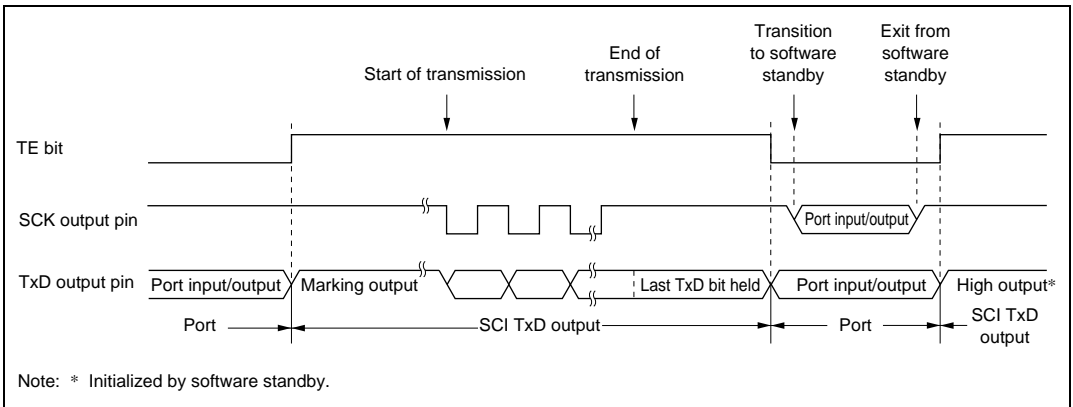 Start of transmission
End of
transmission
Transition
to software
standby
Exit from
software
standby
TE bit
SCK output pin
Port input/output
TxD output pin
Port input/output
Marking output
Last TxD bit held
Port input/output
High output*
Port
SCI TxD output
Port
SCI TxD
output
Note: * Initialized by software standby.